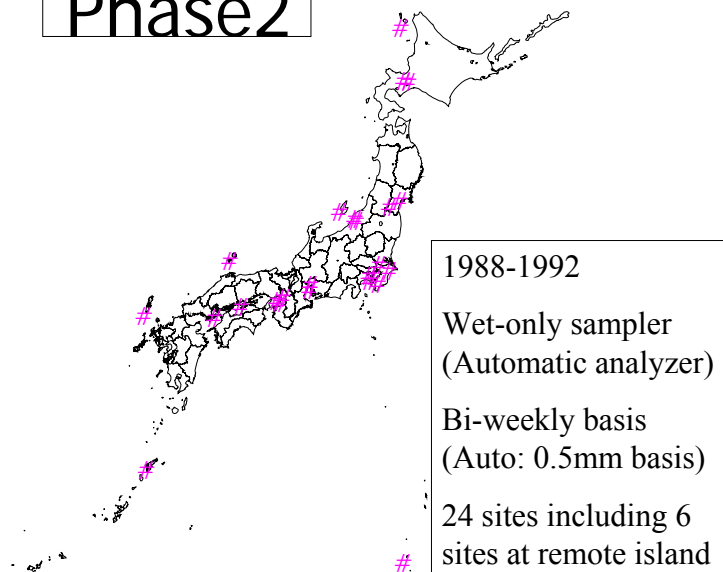 Phase2
1988-1992
Wet-only sampler
(Automatic analyzer)
Bi-weekly basis
(Auto: 0.5mm basis)
24 sites including 6
sites at remote island